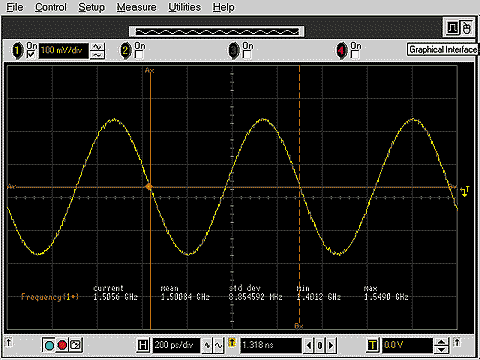 File Control Setup Measure Utilities Help
1 On 100 mV/div 2 On 3 On 4 On
Graphical Interface
Ax
current mean std dev min max
Frequency(1*) 1.5056 GHz 1.50084 GHz 8.854592 MHz 1.4812 GHz 1.5490 GHz
Bx
H 200 ps/div 1.318 ns 0 T 0.0 V